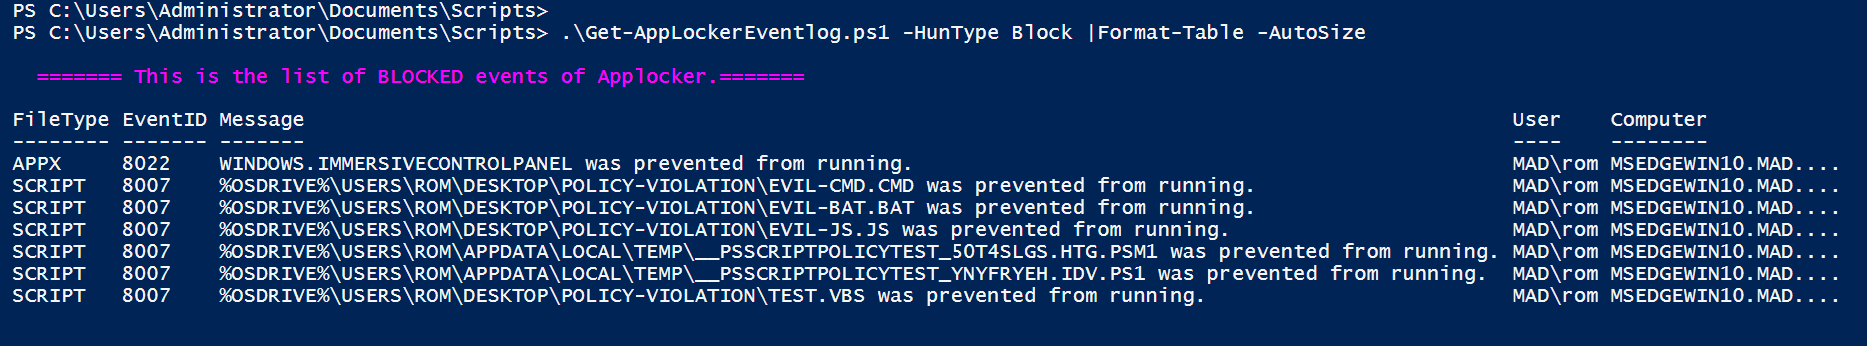 PS C:\Users\Administrator\Documents\Scripts>
PS C:\Users\Administrator\Documents\Scripts> .\Get-AppLockerEventlog.ps1 -HunType Block |Format-Table -AutoSize
======= This is the list of BLOCKED events of Applocker.=======
FileType EventID Message User Computer
-------- ------- ------- ---- --------
APPX 8022 WINDOWS.IMMERSIVECONTROLPANEL was prevented from running. MAD\rom MSEDGEWIN10.MAD....
SCRIPT 8007 %OSDRIVE%\USERS\ROM\DESKTOP\POLICY-VIOLATION\EVIL-CMD.CMD was prevented from running. MAD\rom MSEDGEWIN10.MAD....
SCRIPT 8007 %OSDRIVE%\USERS\ROM\DESKTOP\POLICY-VIOLATION\EVIL-BAT.BAT was prevented from running. MAD\rom MSEDGEWIN10.MAD....
SCRIPT 8007 %OSDRIVE%\USERS\ROM\DESKTOP\POLICY-VIOLATION\EVIL-JS.JS was prevented from running. MAD\rom MSEDGEWIN10.MAD....
SCRIPT 8007 %OSDRIVE%\USERS\ROM\APPDATA\LOCAL\TEMP\__PSSCRIPTPOLICYTEST_50T4SLGS.HTG.PSM1 was prevented from running. MAD\rom MSEDGEWIN10.MAD....
SCRIPT 8007 %OSDRIVE%\USERS\ROM\APPDATA\LOCAL\TEMP\__PSSCRIPTPOLICYTEST_YNYFRYEH.IDV.PS1 was prevented from running. MAD\rom MSEDGEWIN10.MAD....
SCRIPT 8007 %OSDRIVE%\USERS\ROM\DESKTOP\POLICY-VIOLATION\TEST.VBS was prevented from running. MAD\rom MSEDGEWIN10.MAD....